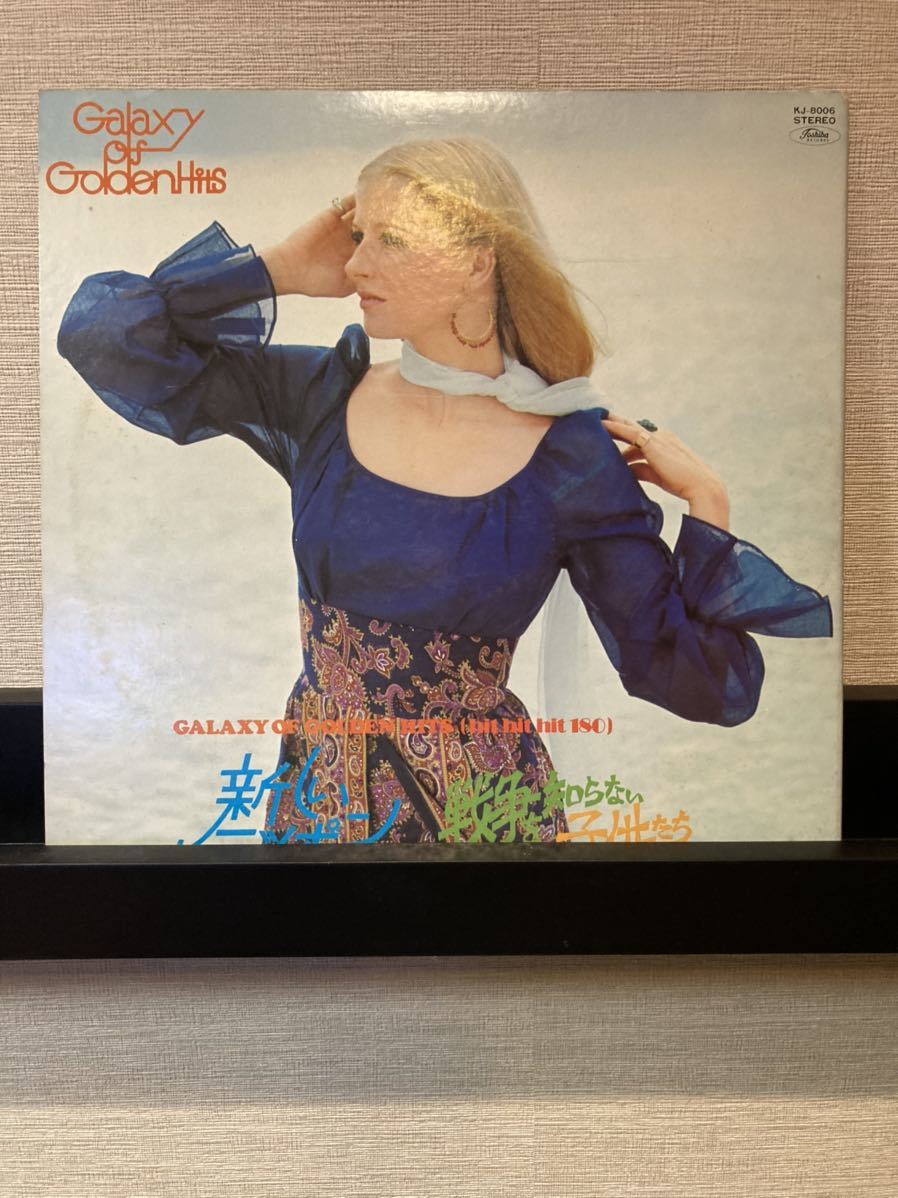 Galaxy
of
Golden Hits
KJ-8006
STEREO
Toshiba
RECORDS
GALAXY OF GOLDEN HITS (hit hit hit 180)
新しい
戦争を知らない
子供たち